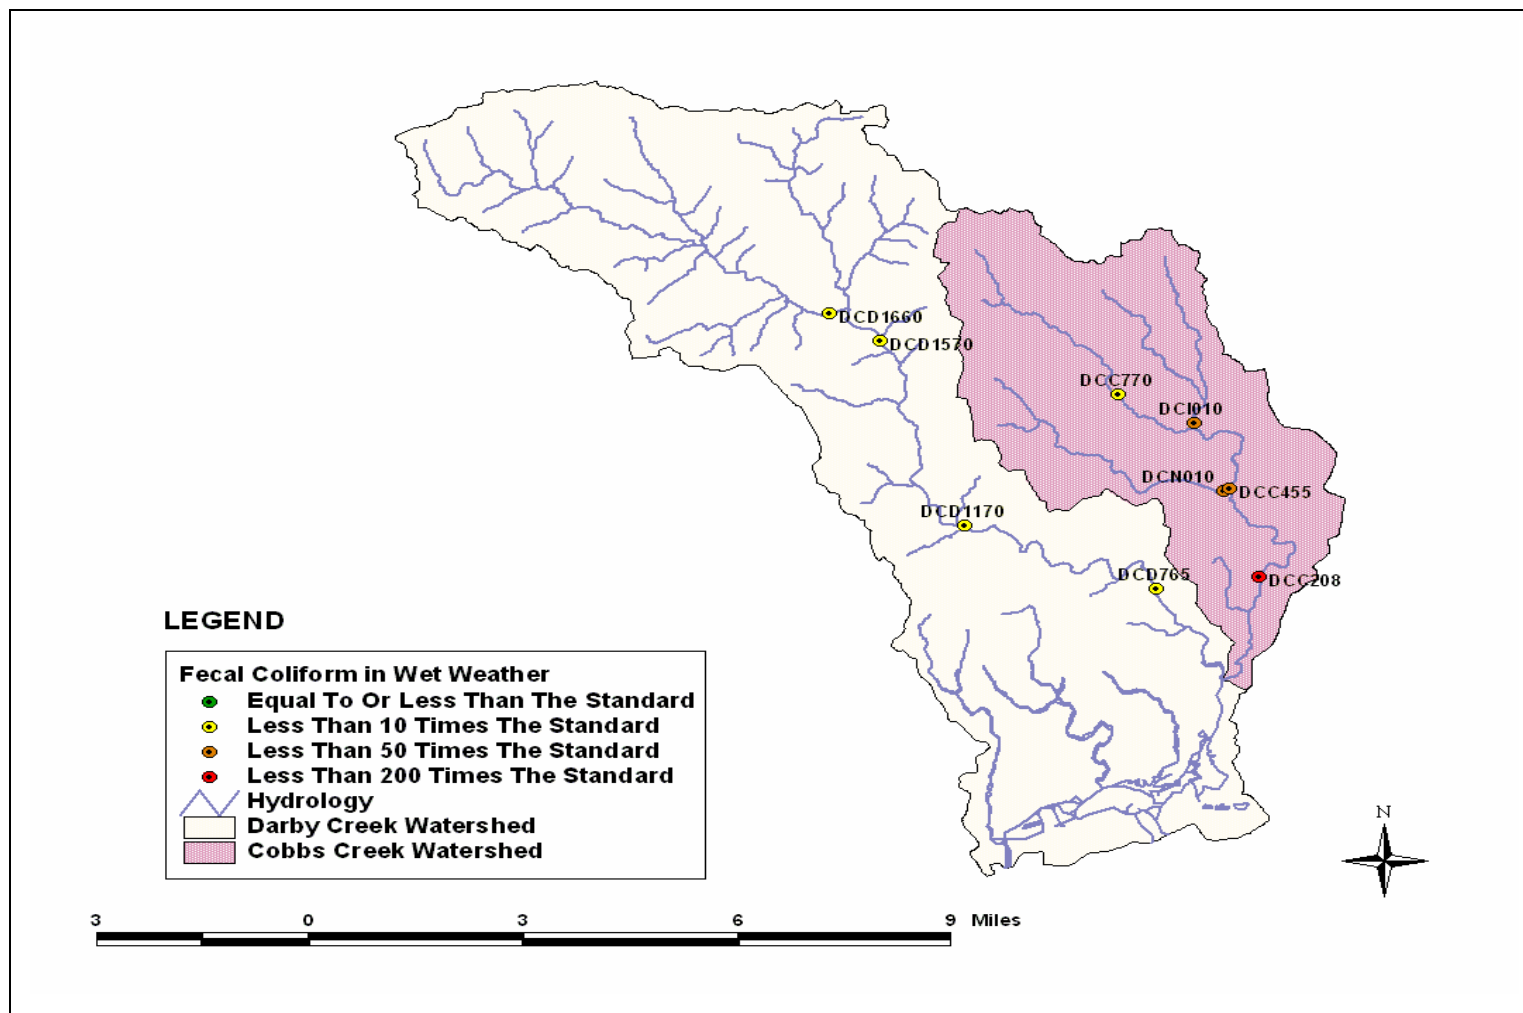 DCD1660
DCD1570
DCC770
DCI010
DCN010
DCC455
DCD1170
DCD765
DCC208
LEGEND
Fecal Coliform in Wet Weather
Equal To Or Less Than The Standard
Less Than 10 Times The Standard
Less Than 50 Times The Standard
Less Than 200 Times The Standard
Hydrology
Darby Creek Watershed
Cobbs Creek Watershed
N
3 0 3 6 9 Miles